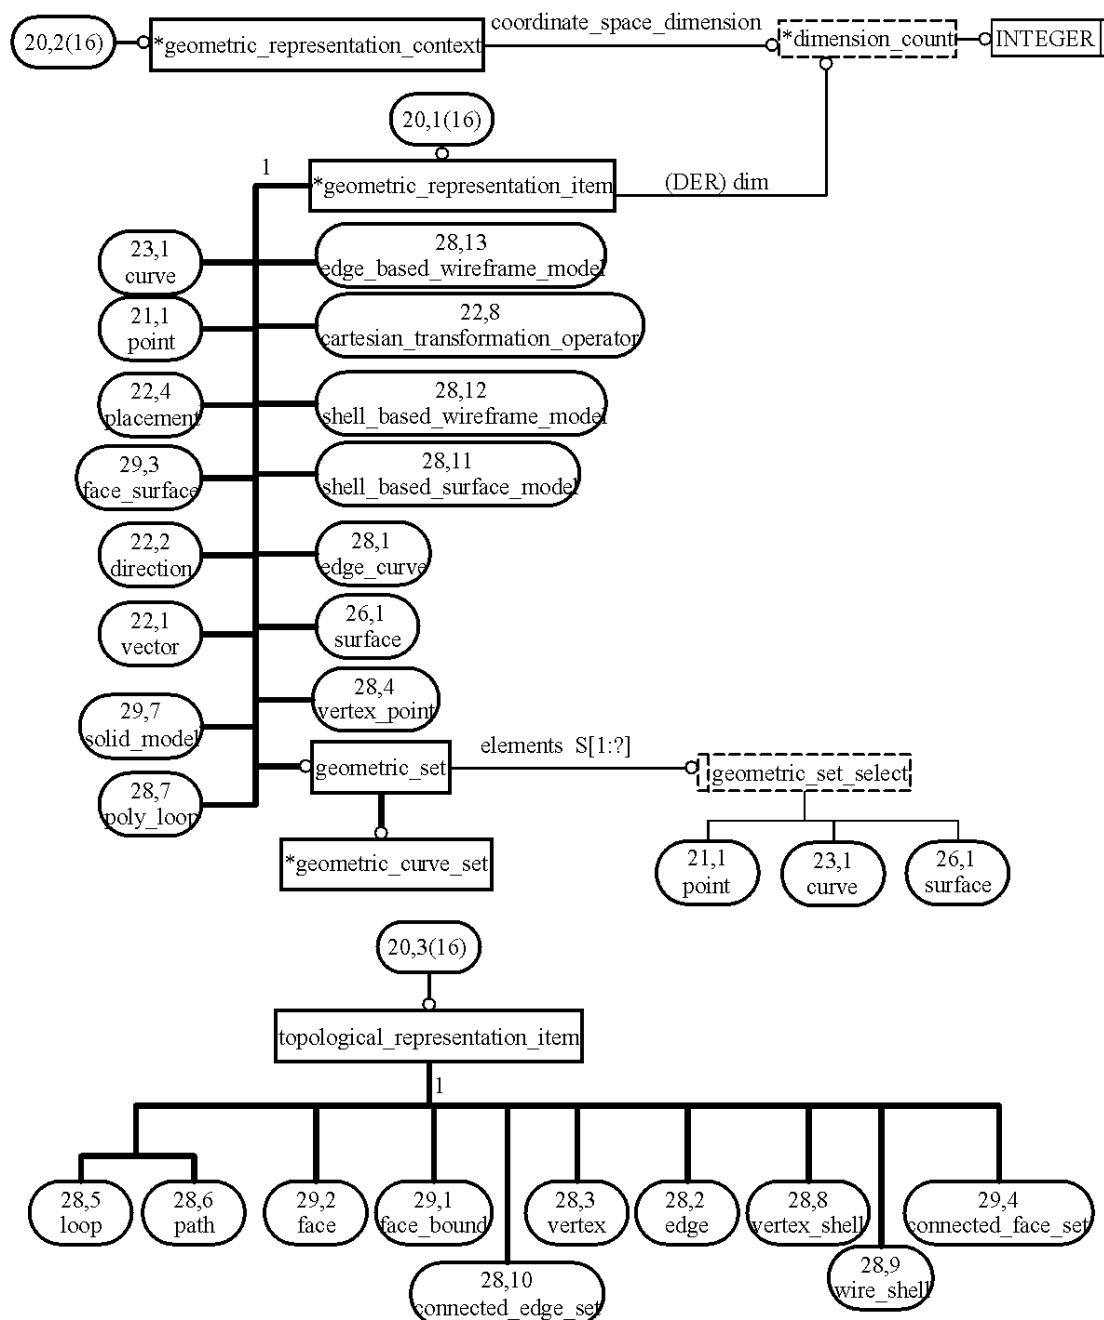 coordinate_space_dimension
20,2(16)
*geometric_representation_context
*dimension_count
INTEGER
20,1(16)
1
*geometric_representation_item
(DER) dim
23,1
curve
28,13
edge_based_wireframe_model
21,1
point
22,8
cartesian_transformation_operator
22,4
placement
28,12
shell_based_wireframe_model
29,3
face_surface
28,11
shell_based_surface_model
22,2
direction
28,1
edge_curve
22,1
vector
26,1
surface
29,7
solid_model
28,4
vertex_point
geometric_set
elements S[1:?]
geometric_set_select
28,7
poly_loop
*geometric_curve_set
21,1
point
23,1
curve
26,1
surface
20,3(16)
topological_representation_item
1
28,5
loop
28,6
path
29,2
face
29,1
face_bound
28,3
vertex
28,2
edge
28,8
vertex_shell
29,4
connected_face_set
28,10
connected_edge_set
28,9
wire_shell